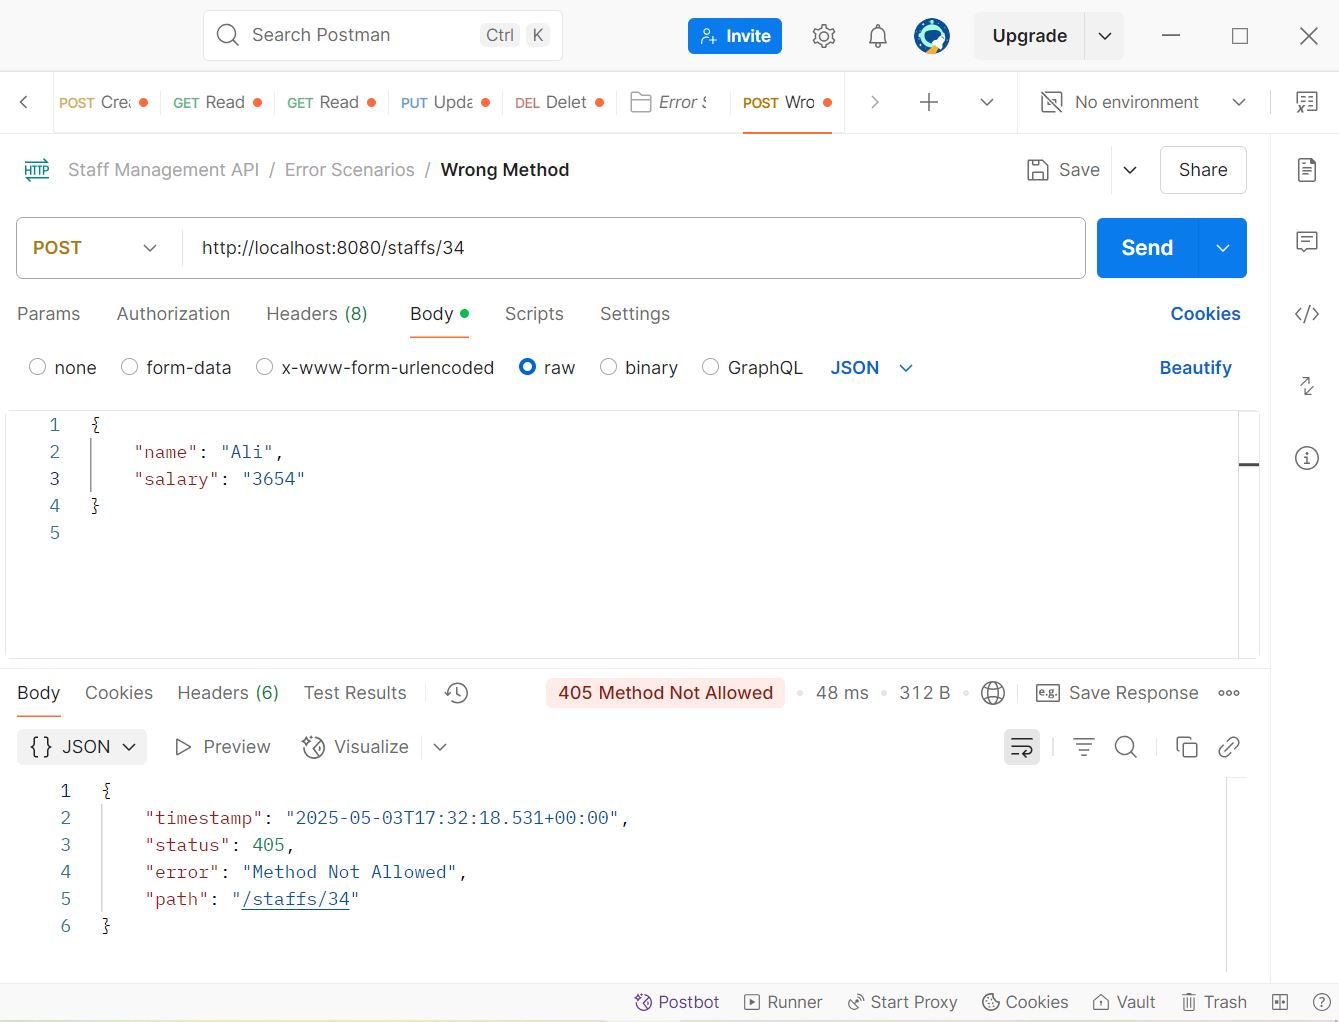 Search Postman Ctrl K Invite Upgrade
POST Crea GET Read GET Read PUT Upda DEL Delet Error S POST Wro No environment
HTTP Staff Management API / Error Scenarios / Wrong Method Save Share
POST http://localhost:8080/staffs/34 Send
Params Authorization Headers (8) Body Scripts Settings Cookies
none form-data x-www-form-urlencoded raw binary GraphQL JSON Beautify
1 {
2 "name": "Ali",
3 "salary": "3654"
4 }
5
Body Cookies Headers (6) Test Results 405 Method Not Allowed 48 ms 312 B e.g. Save Response
{} JSON Preview Visualize
1 {
2 "timestamp": "2025-05-03T17:32:18.531+00:00",
3 "status": 405,
4 "error": "Method Not Allowed",
5 "path": "/staffs/34"
6 }
Postbot Runner Start Proxy Cookies Vault Trash